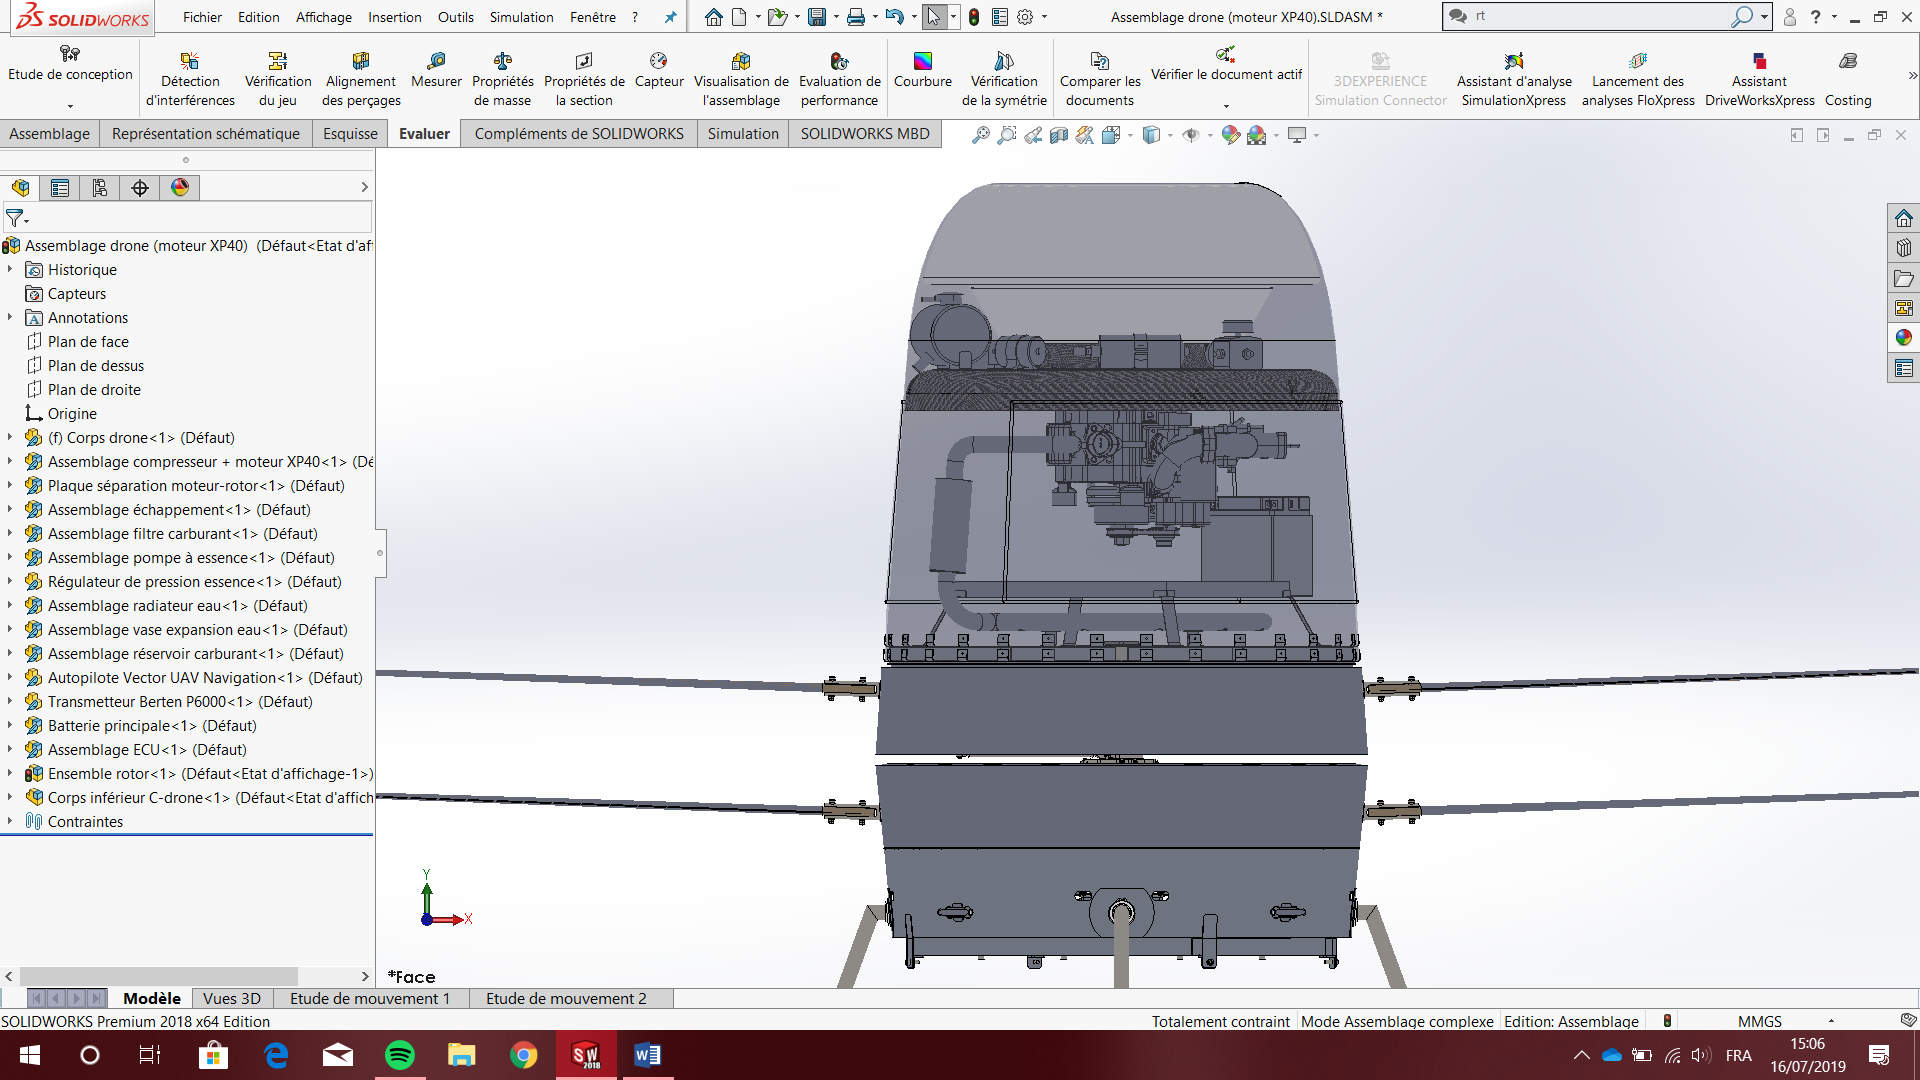 SOLIDWORKS
Fichier Edition Affichage Insertion Outils Simulation Fenêtre ?
Assemblage drone (moteur XP40).SLDASM *
rt
Etude de conception
Détection d'interférences
Vérification du jeu
Alignement des perçages
Mesurer
Propriétés de masse
Propriétés de la section
Capteur
Visualisation de l'assemblage
Evaluation de performance
Courbure
Vérification de la symétrie
Comparer les documents
Vérifier le document actif
3DEXPERIENCE Simulation Connector
Assistant d'analyse SimulationXpress
Lancement des analyses FloXpress
Assistant DriveWorksXpress
Costing
Assemblage Représentation schématique Esquisse Evaluer Compléments de SOLIDWORKS Simulation SOLIDWORKS MBD
Assemblage drone (moteur XP40) (Défaut<Etat d'aff
Historique
Capteurs
Annotations
Plan de face
Plan de dessus
Plan de droite
Origine
(f) Corps drone<1> (Défaut)
Assemblage compresseur + moteur XP40<1> (Dé
Plaque séparation moteur-rotor<1> (Défaut)
Assemblage échappement<1> (Défaut)
Assemblage filtre carburant<1> (Défaut)
Assemblage pompe à essence<1> (Défaut)
Régulateur de pression essence<1> (Défaut)
Assemblage radiateur eau<1> (Défaut)
Assemblage vase expansion eau<1> (Défaut)
Assemblage réservoir carburant<1> (Défaut)
Autopilote Vector UAV Navigation<1> (Défaut)
Transmetteur Berten P6000<1> (Défaut)
Batterie principale<1> (Défaut)
Assemblage ECU<1> (Défaut)
Ensemble rotor<1> (Défaut<Etat d'affichage-1>)
Corps inférieur C-drone<1> (Défaut<Etat d'affich
Contraintes
Y
X
*Face
Modèle Vues 3D Etude de mouvement 1 Etude de mouvement 2
SOLIDWORKS Premium 2018 x64 Edition
Totalement contraint Mode Assemblage complexe Edition: Assemblage MMGS
SW 2018
FRA
15:06
16/07/2019